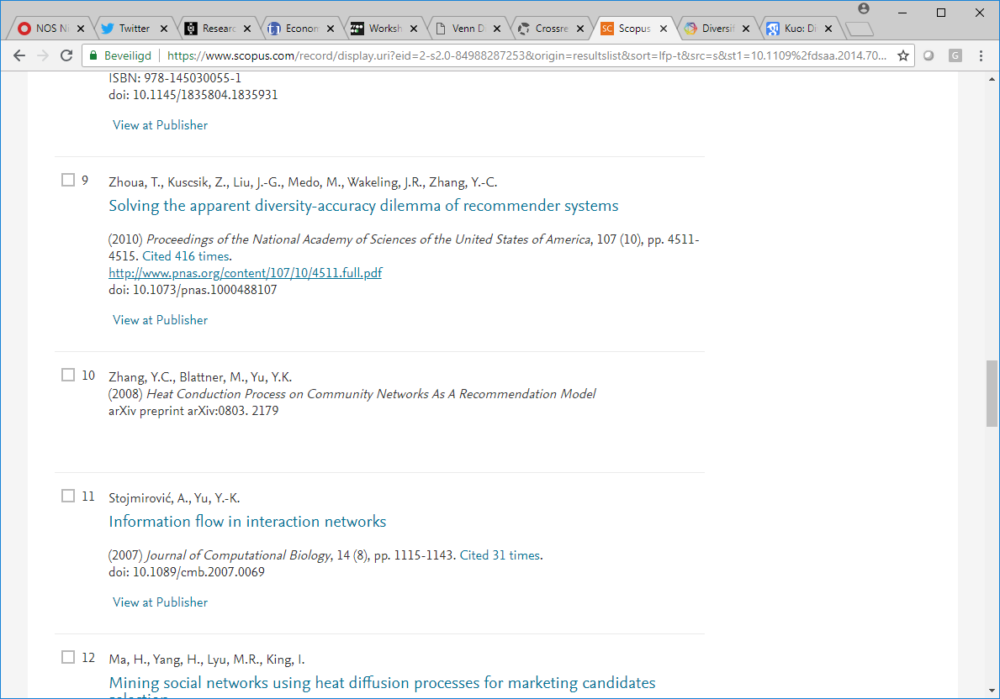 NOS Ni
Twitter
Researc
Econom
Worksh
Venn D
Crossre
Scopus
Diversif
Kuo: Di
Beveiligd
https://www.scopus.com/record/display.uri?eid=2-s2.0-84988287253&origin=resultslist&sort=lfp-t&src=s&st1=10.1109%2fdsaa.2014.70...
G
ISBN: 978-145030055-1
doi: 10.1145/1835804.1835931
View at Publisher
9 Zhoua, T., Kuscsik, Z., Liu, J.-G., Medo, M., Wakeling, J.R., Zhang, Y.-C.
Solving the apparent diversity-accuracy dilemma of recommender systems
(2010) Proceedings of the National Academy of Sciences of the United States of America, 107 (10), pp. 4511-
4515. Cited 416 times.
http://www.pnas.org/content/107/10/4511.full.pdf
doi: 10.1073/pnas.1000488107
View at Publisher
10 Zhang, Y.C., Blattner, M., Yu, Y.K.
(2008) Heat Conduction Process on Community Networks As A Recommendation Model
arXiv preprint arXiv:0803. 2179
11 Stojmirović, A., Yu, Y.-K.
Information flow in interaction networks
(2007) Journal of Computational Biology, 14 (8), pp. 1115-1143. Cited 31 times.
doi: 10.1089/cmb.2007.0069
View at Publisher
12 Ma, H., Yang, H., Lyu, M.R., King, I.
Mining social networks using heat diffusion processes for marketing candidates
selection